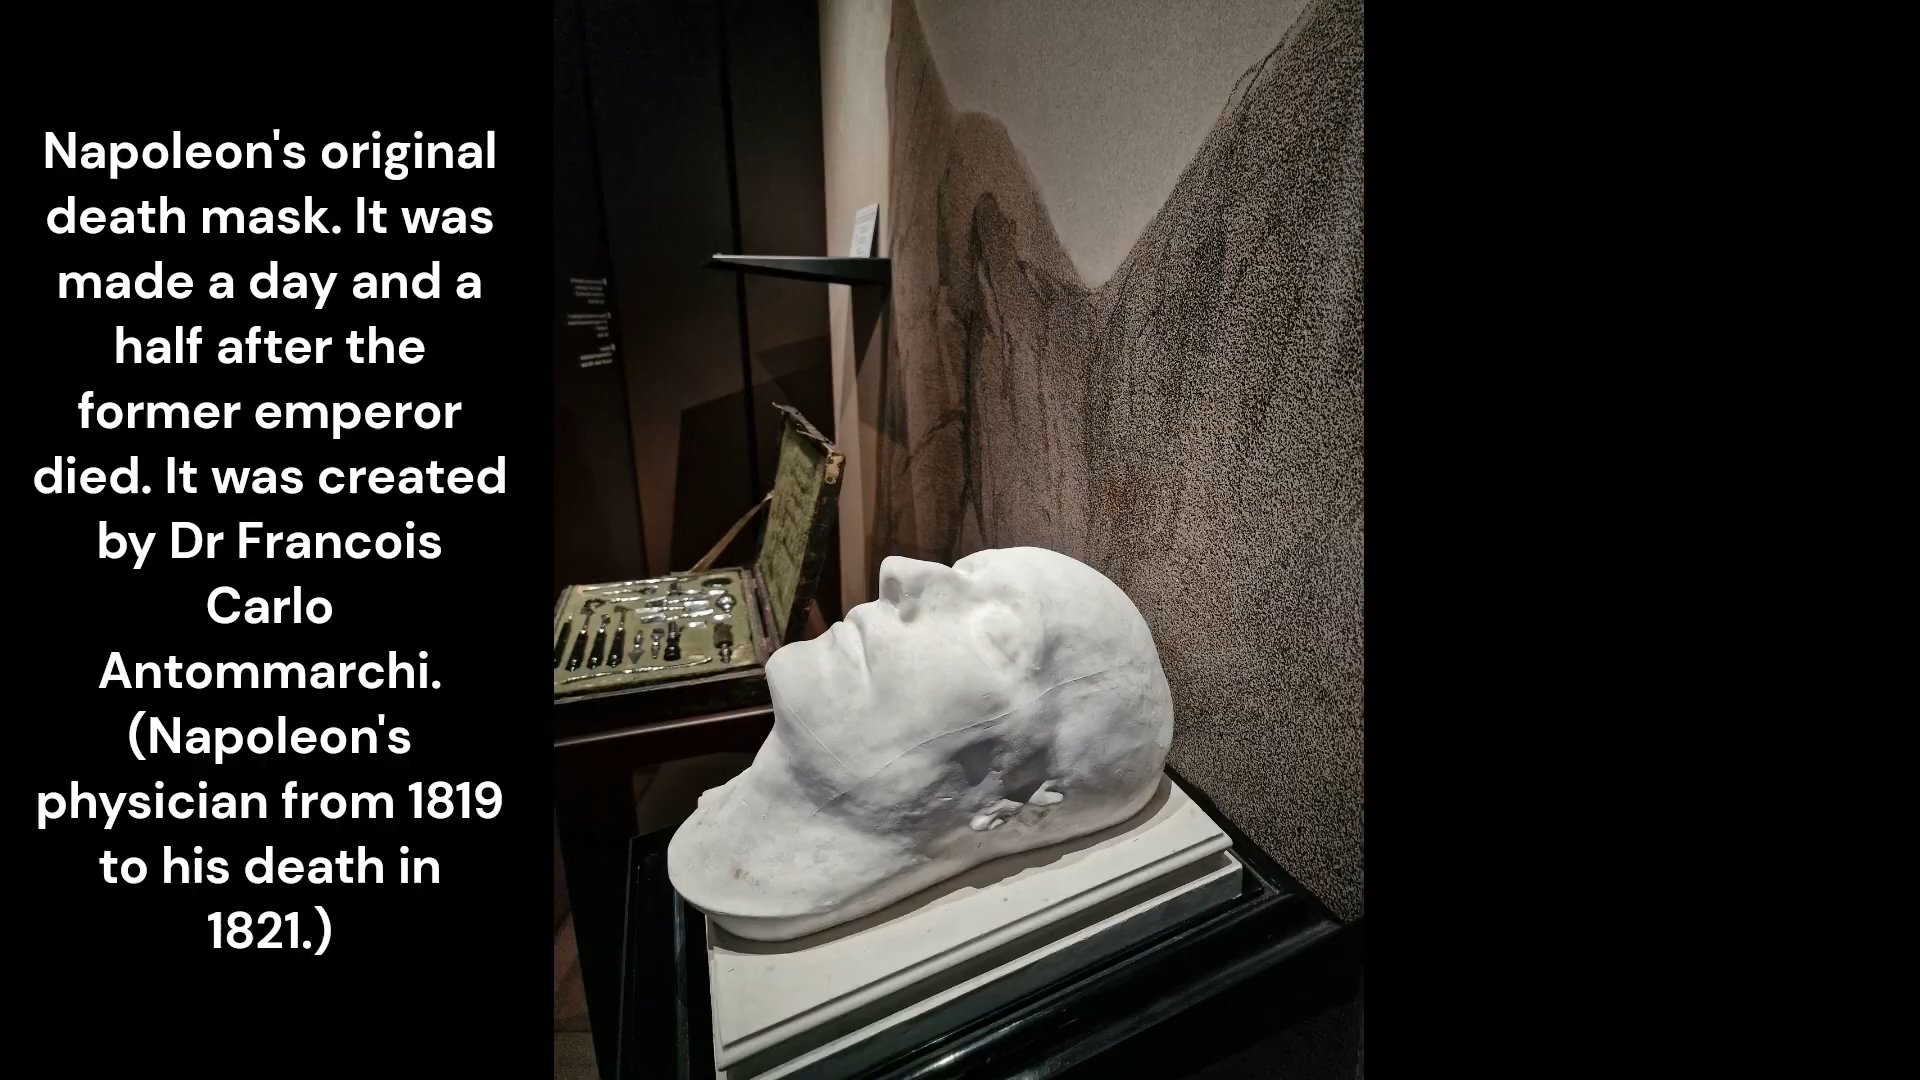 Napoleon's original
death mask. It was
made a day and a
half after the
former emperor
died. It was created
by Dr Francois
Carlo
Antommarchi.
(Napoleon's
physician from 1819
to his death in
1821.)